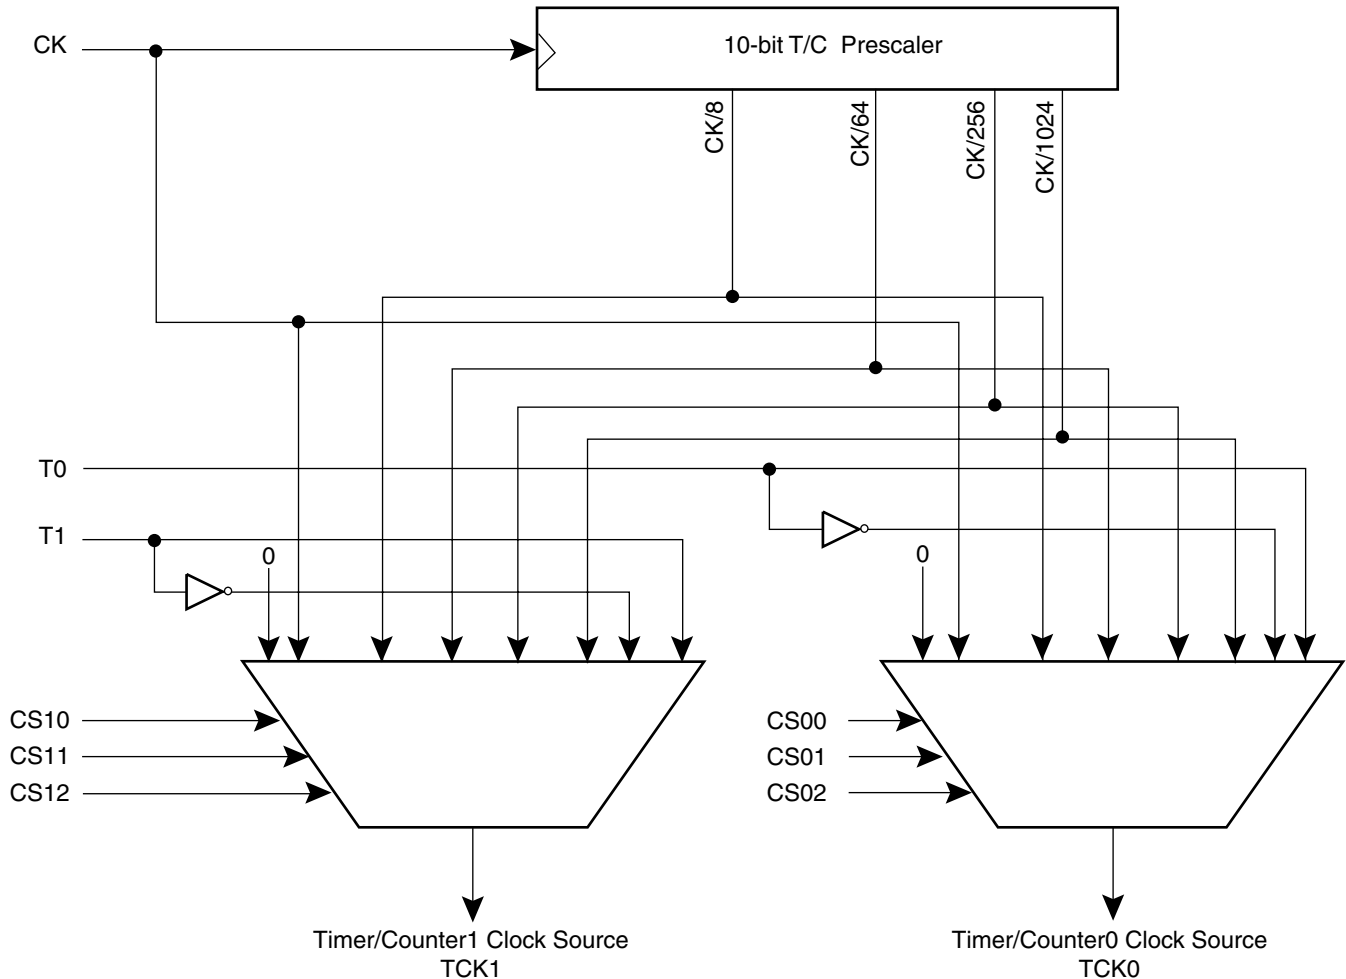 CK
10-bit T/C Prescaler
CK/8
CK/64
CK/256
CK/1024
T0
T1
0
0
CS10
CS11
CS12
CS00
CS01
CS02
Timer/Counter1 Clock Source
TCK1
Timer/Counter0 Clock Source
TCK0